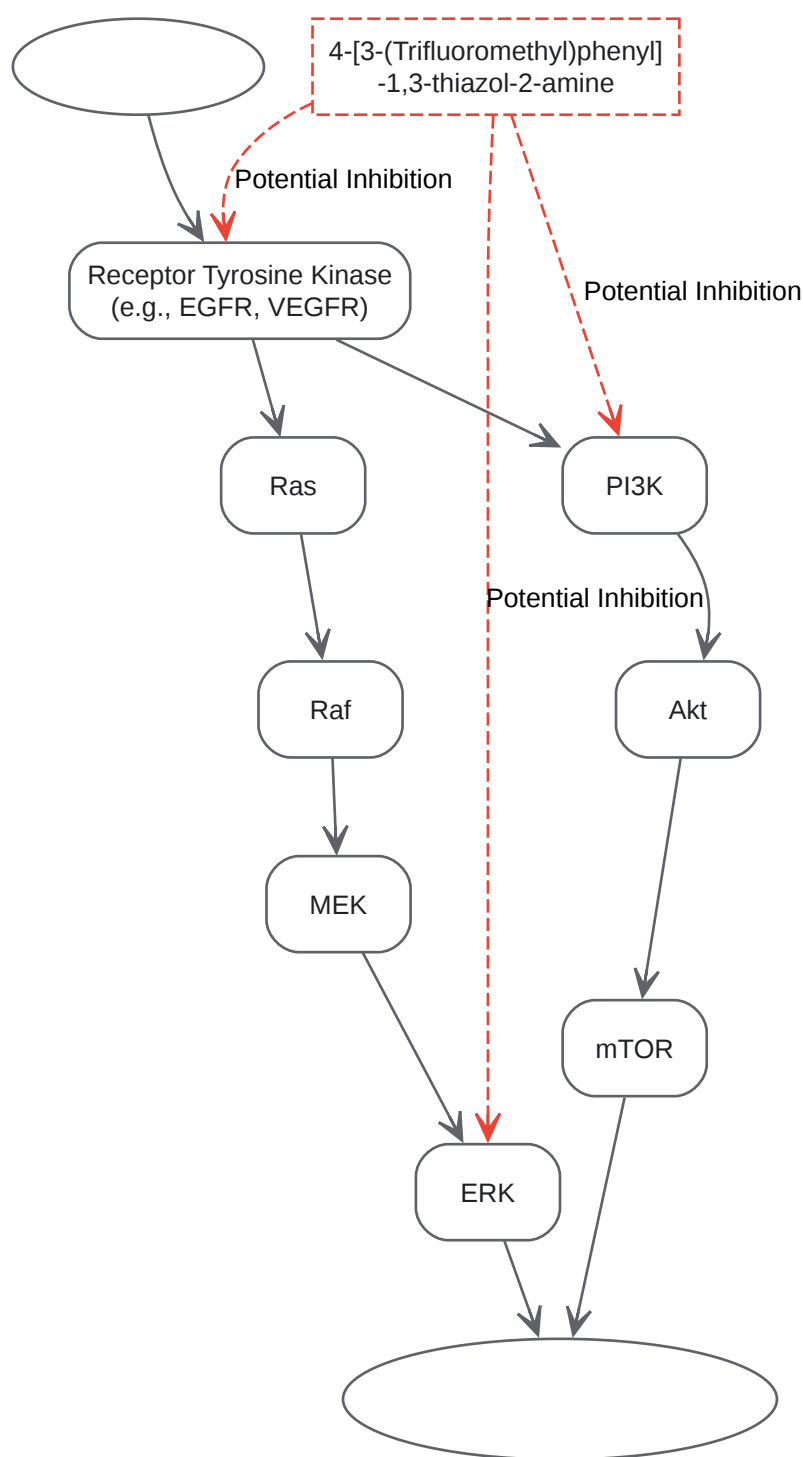 4-[3-(Trifluoromethyl)phenyl]
-1,3-thiazol-2-amine
Potential Inhibition
Receptor Tyrosine Kinase
(e.g., EGFR, VEGFR)
Potential Inhibition
Ras
PI3K
Potential Inhibition
Raf
Akt
MEK
mTOR
ERK